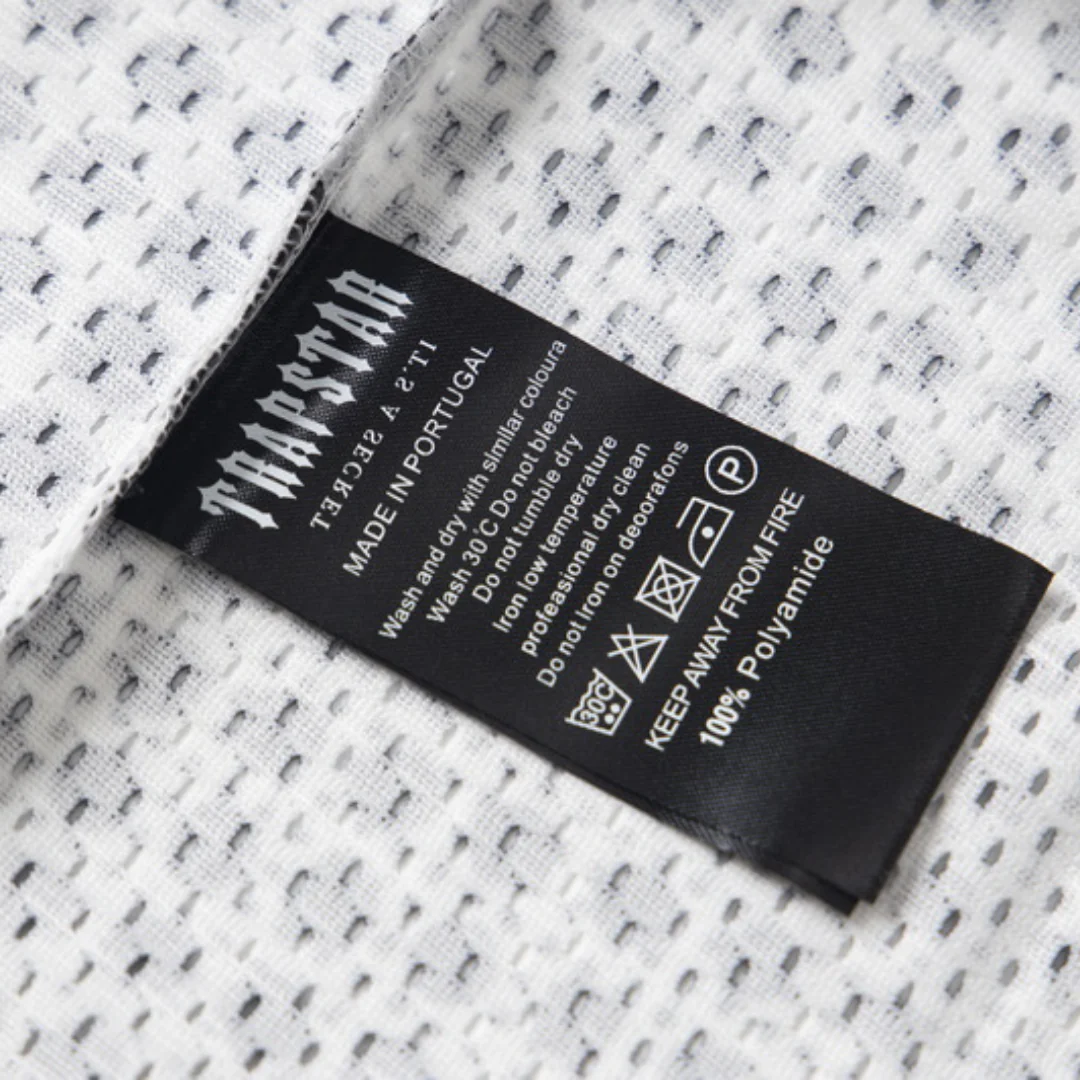 TRAPSTAR
IT'S A SECRET
MADE IN PORTUGAL
Wash and dry with similar coloura
Wash 30°C Do not bleach
Do not tumble dry
Iron low temperature
profeasional dry clean
Do not Iron on deoorafons
30C P
KEEP AWAY FROM FIRE
100% Polyamide